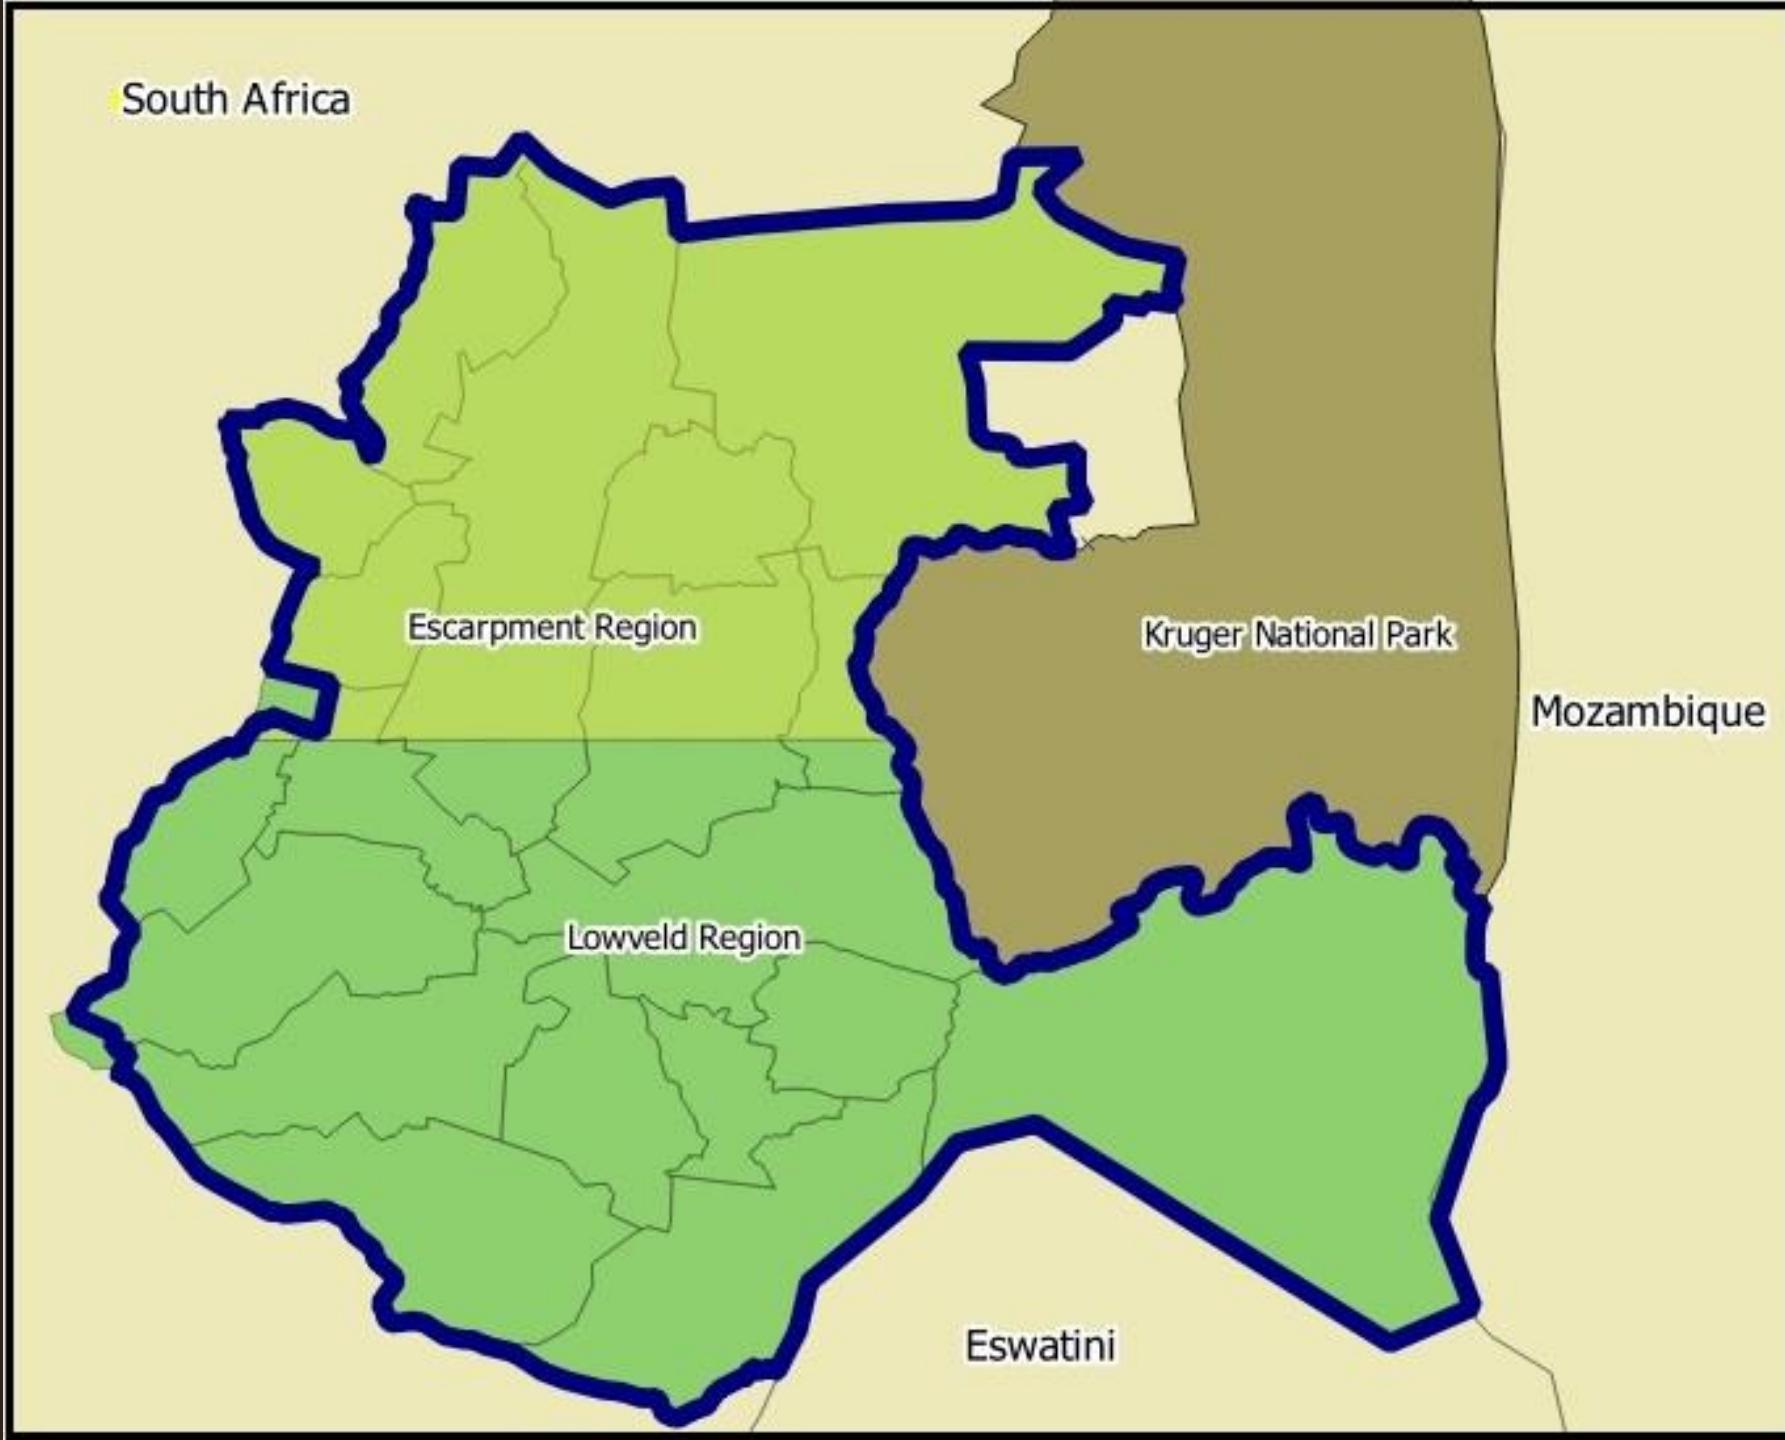 South Africa
Escarpment Region
Kruger National Park
Mozambique
Lowveld Region
Eswatini